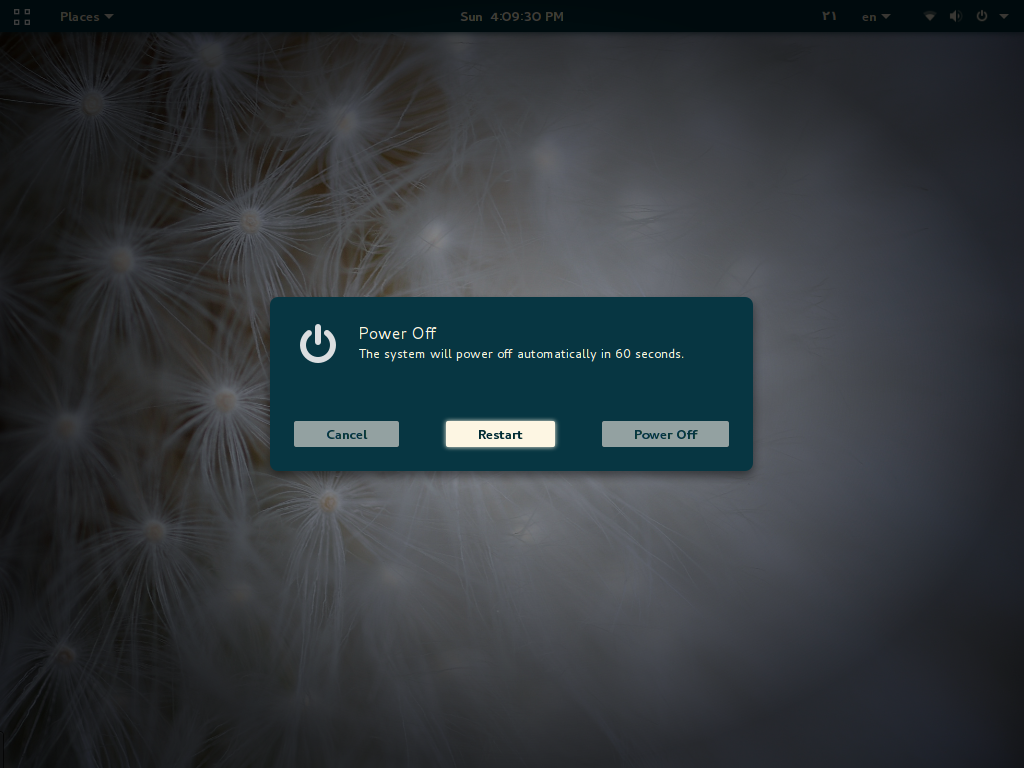 Places Sun 4:09:30 PM ۲۱ en
Power Off
The system will power off automatically in 60 seconds.
Cancel Restart Power Off